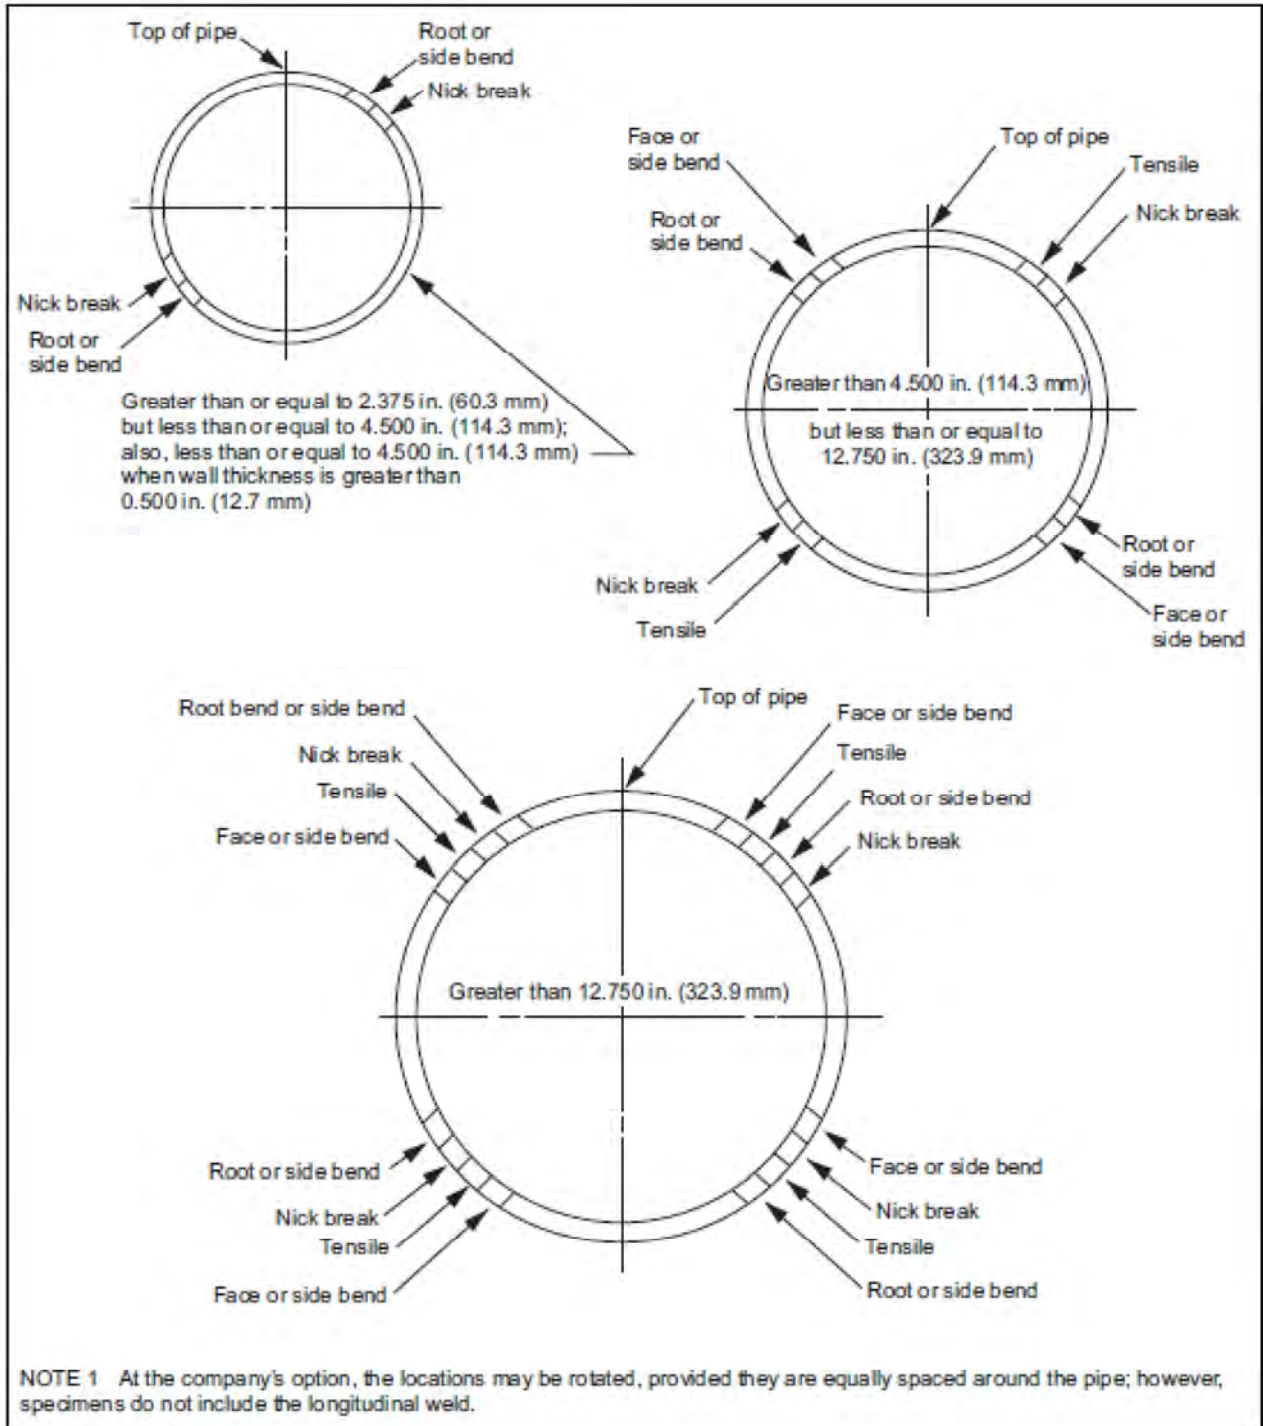 Top of pipe
Root or
side bend
Nick break
Nick break
Root or
side bend
Greater than or equal to 2.375 in. (60.3 mm)
but less than or equal to 4.500 in. (114.3 mm);
also, less than or equal to 4.500 in. (114.3 mm)
when wall thickness is greater than
0.500 in. (12.7 mm)
Face or
side bend
Root or
side bend
Top of pipe
Tensile
Nick break
Greater than 4.500 in. (114.3 mm)
but less than or equal to
12.750 in. (323.9 mm)
Nick break
Tensile
Root or
side bend
Face or
side bend
Root bend or side bend
Nick break
Tensile
Face or side bend
Top of pipe
Face or side bend
Tensile
Root or side bend
Nick break
Greater than 12.750 in. (323.9 mm)
Root or side bend
Nick break
Tensile
Face or side bend
Face or side bend
Nick break
Tensile
Root or side bend
NOTE 1 At the company's option, the locations may be rotated, provided they are equally spaced around the pipe; however,
specimens do not include the longitudinal weld.